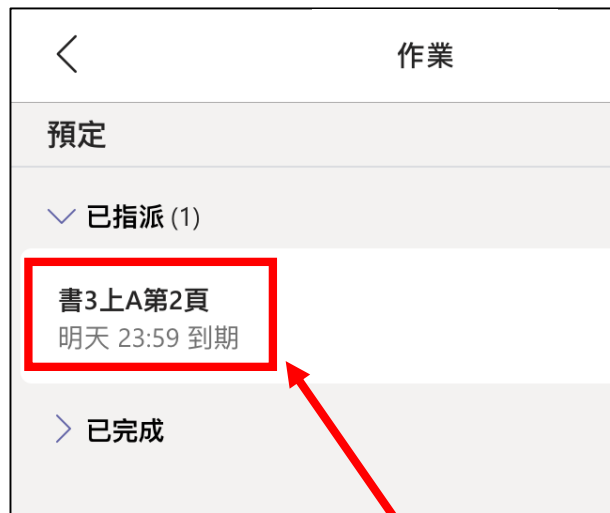 作業
預定
已指派 (1)
書3上A第2頁
明天 23:59 到期
已完成